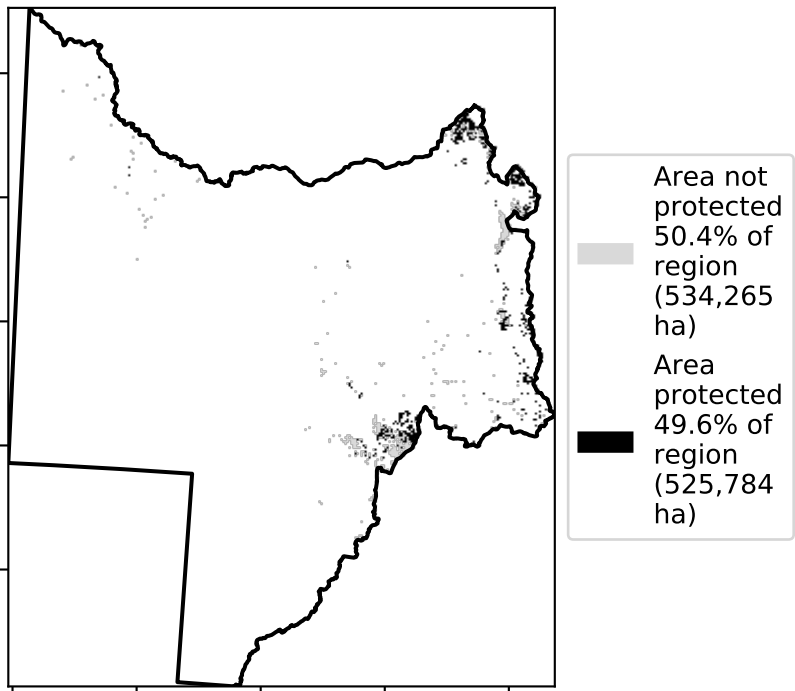 Area not
protected
50.4% of
region
(534,265
ha)
Area
protected
49.6% of
region
(525,784
ha)